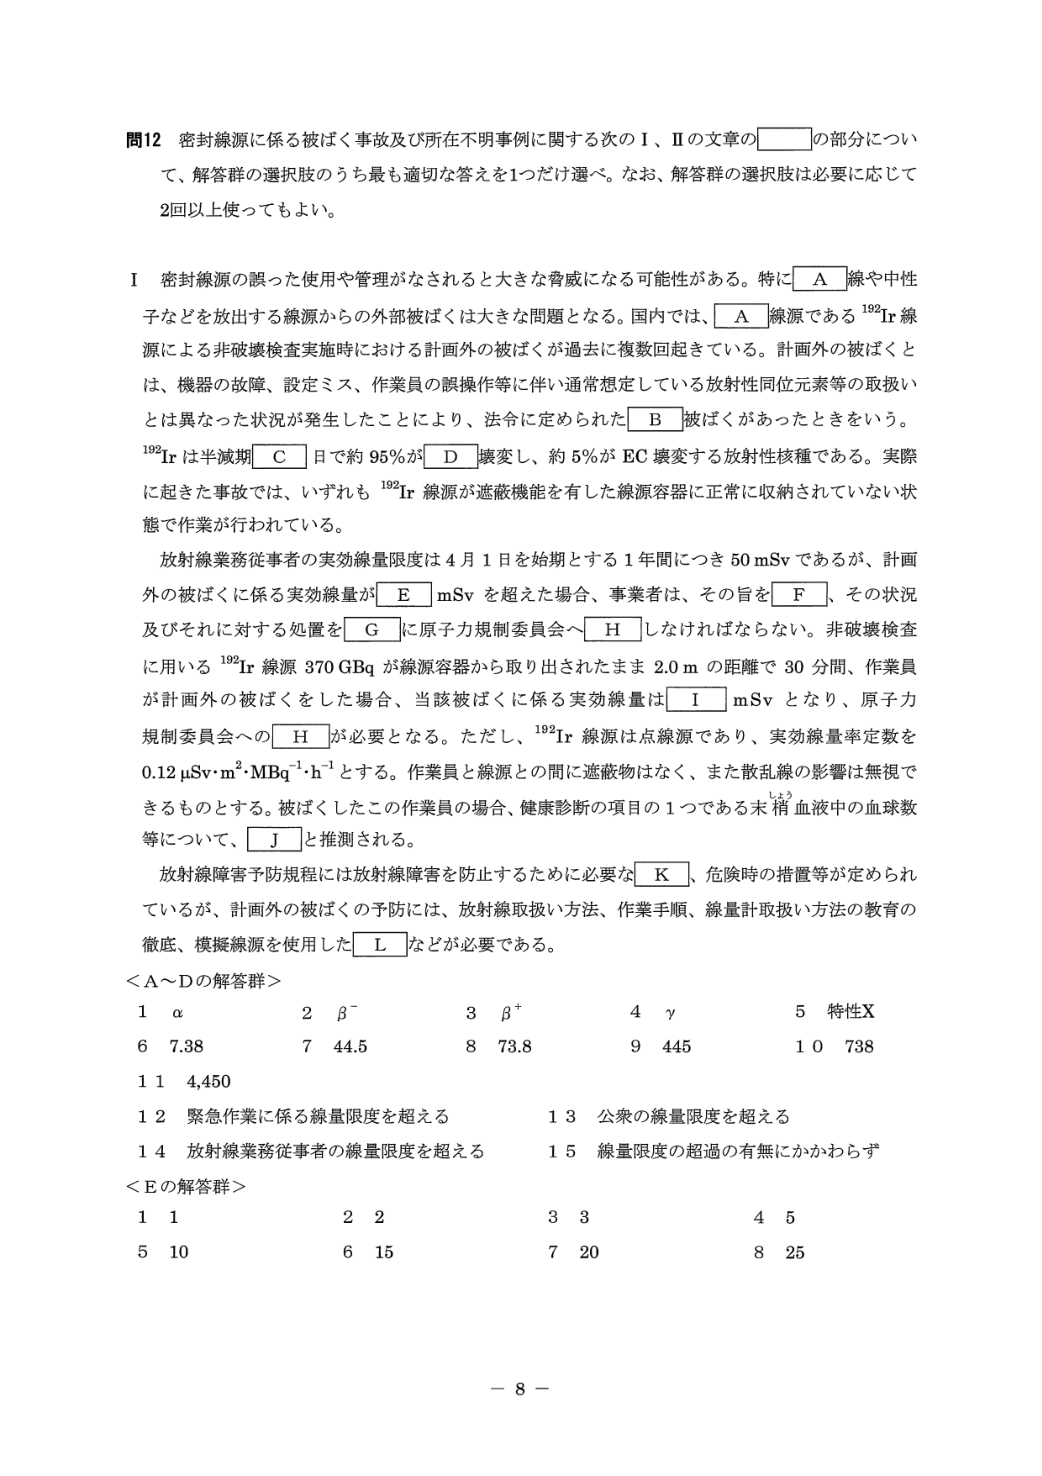 問12　密封線源に係る被ばく事故及び所在不明事例に関する次のⅠ、Ⅱの文章の　　の部分につい
て、解答群の選択肢のうち最も適切な答えを1つだけ選べ。なお、解答群の選択肢は必要に応じて
2回以上使ってもよい。
Ⅰ　密封線源の誤った使用や管理がなされると大きな脅威になる可能性がある。特に A 線や中性
子などを放出する線源からの外部被ばくは大きな問題となる。国内では、 A 線源である ¹⁹²Ir 線
源による非破壊検査実施時における計画外の被ばくが過去に複数回起きている。計画外の被ばくと
は、機器の故障、設定ミス、作業員の誤操作等に伴い通常想定している放射性同位元素等の取扱い
とは異なった状況が発生したことにより、法令に定められた B 被ばくがあったときをいう。
¹⁹²Ir は半減期 C 日で約 95%が D 壊変し、約 5%が EC 壊変する放射性核種である。実際
に起きた事故では、いずれも ¹⁹²Ir 線源が遮蔽機能を有した線源容器に正常に収納されていない状
態で作業が行われている。
放射線業務従事者の実効線量限度は 4 月 1 日を始期とする 1 年間につき 50 mSv であるが、計画
外の被ばくに係る実効線量が E mSv を超えた場合、事業者は、その旨を F 、その状況
及びそれに対する処置を G に原子力規制委員会へ H しなければならない。非破壊検査
に用いる ¹⁹²Ir 線源 370 GBq が線源容器から取り出されたまま 2.0 m の距離で 30 分間、作業員
が計画外の被ばくをした場合、当該被ばくに係る実効線量は I mSv となり、原子力
規制委員会への H が必要となる。ただし、¹⁹²Ir 線源は点線源であり、実効線量率定数を
0.12 μSv·m²·MBq⁻¹·h⁻¹ とする。作業員と線源との間に遮蔽物はなく、また散乱線の影響は無視で
きるものとする。被ばくしたこの作業員の場合、健康診断の項目の 1 つである末梢(しょう)血液中の血球数
等について、 J と推測される。
放射線障害予防規程には放射線障害を防止するために必要な K 、危険時の措置等が定められ
ているが、計画外の被ばくの予防には、放射線取扱い方法、作業手順、線量計取扱い方法の教育の
徹底、模擬線源を使用した L などが必要である。
＜A～Dの解答群＞
1　α　2　β⁻　3　β⁺　4　γ　5　特性X
6　7.38　7　44.5　8　73.8　9　445　10　738
11　4,450
12　緊急作業に係る線量限度を超える　13　公衆の線量限度を超える
14　放射線業務従事者の線量限度を超える　15　線量限度の超過の有無にかかわらず
＜Eの解答群＞
1　1　2　2　3　3　4　5
5　10　6　15　7　20　8　25
－ 8 －